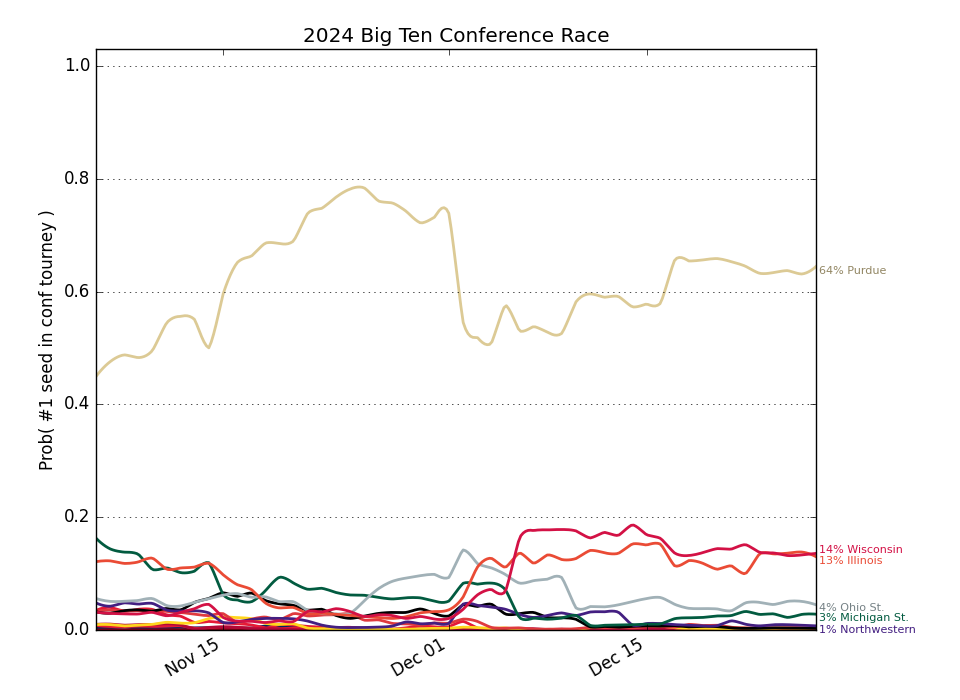 2024 Big Ten Conference Race
Prob( #1 seed in conf tourney )
1.0
0.8
0.6
0.4
0.2
0.0
Nov 15
Dec 01
Dec 15
64% Purdue
14% Wisconsin
13% Illinois
4% Ohio St.
3% Michigan St.
1% Northwestern